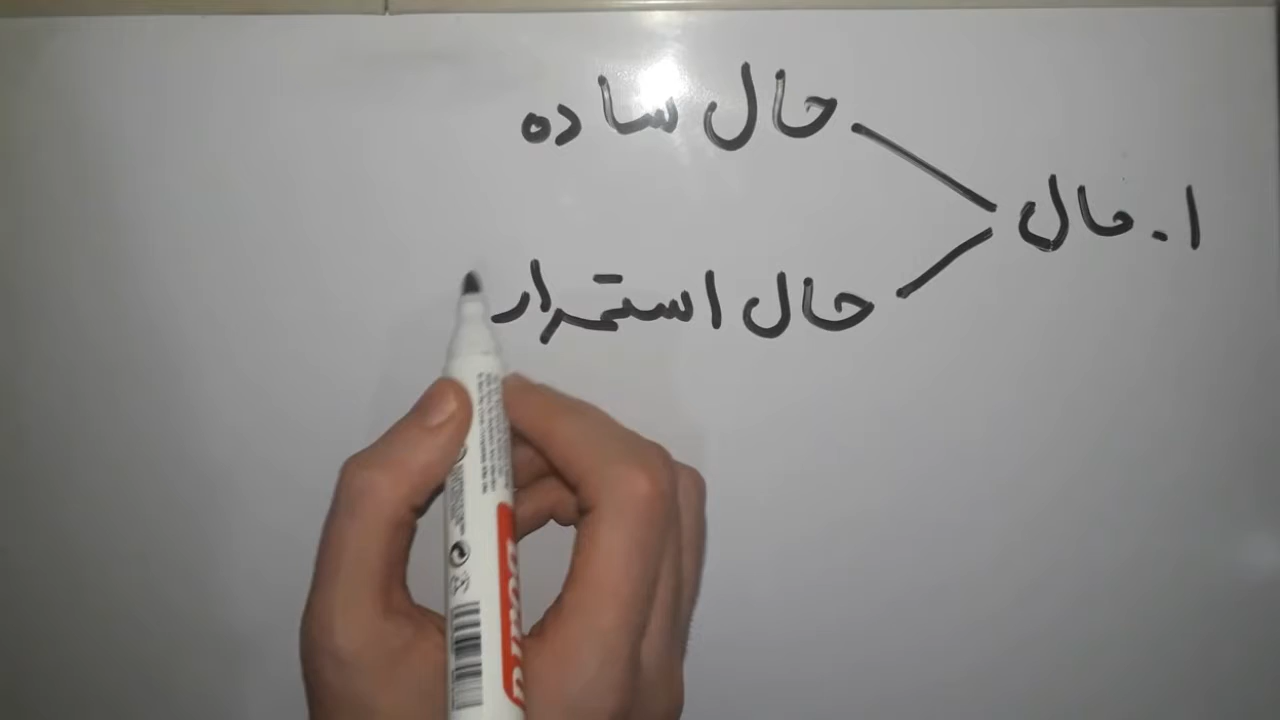 حال ساده
۱. حال
حال استمرار